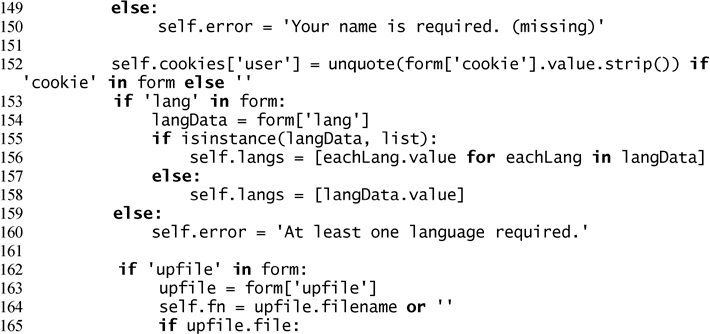 149 else:
150 self.error = 'Your name is required. (missing)'
151
152 self.cookies['user'] = unquote(form['cookie'].value.strip()) if
'cookie' in form else ''
153 if 'lang' in form:
154 langData = form['lang']
155 if isinstance(langData, list):
156 self.langs = [eachLang.value for eachLang in langData]
157 else:
158 self.langs = [langData.value]
159 else:
160 self.error = 'At least one language required.'
161
162 if 'upfile' in form:
163 upfile = form['upfile']
164 self.fn = upfile.filename or ''
165 if upfile.file: